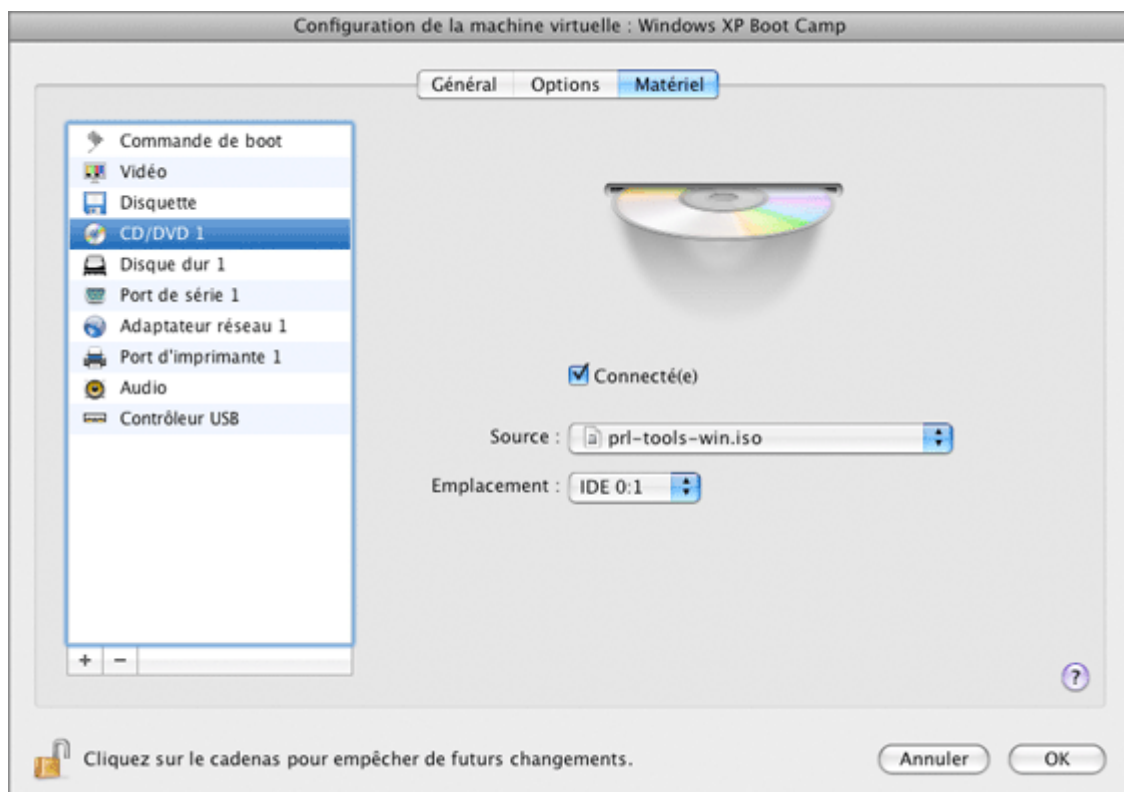 Configuration de la machine virtuelle : Windows XP Boot Camp
Général Options Matériel
Commande de boot
Vidéo
Disquette
CD/DVD 1
Disque dur 1
Port de série 1
Adaptateur réseau 1
Port d'imprimante 1
Audio
Contrôleur USB
Connecté(e)
Source : prl-tools-win.iso
Emplacement : IDE 0:1
+ −
?
Cliquez sur le cadenas pour empêcher de futurs changements.
Annuler OK